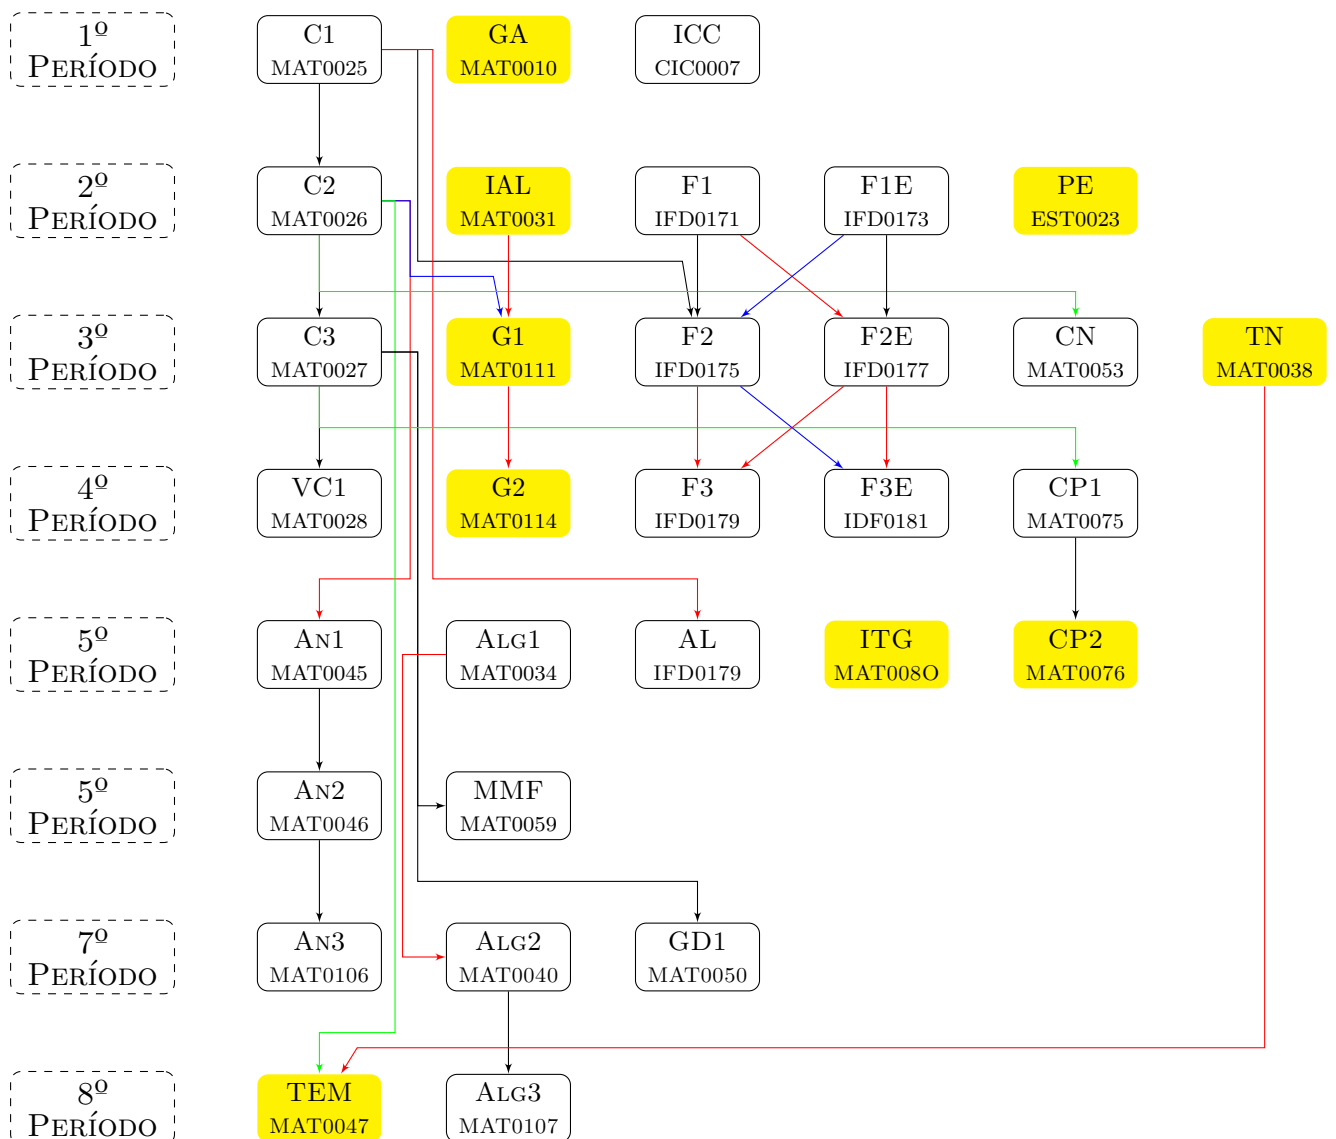 1º
PERÍODO
C1
MAT0025
GA
MAT0010
ICC
CIC0007
2º
PERÍODO
C2
MAT0026
IAL
MAT0031
F1
IFD0171
F1E
IFD0173
PE
EST0023
3º
PERÍODO
C3
MAT0027
G1
MAT0111
F2
IFD0175
F2E
IFD0177
CN
MAT0053
TN
MAT0038
4º
PERÍODO
VC1
MAT0028
G2
MAT0114
F3
IFD0179
F3E
IDF0181
CP1
MAT0075
5º
PERÍODO
AN1
MAT0045
ALG1
MAT0034
AL
IFD0179
ITG
MAT008O
CP2
MAT0076
5º
PERÍODO
AN2
MAT0046
MMF
MAT0059
7º
PERÍODO
AN3
MAT0106
ALG2
MAT0040
GD1
MAT0050
8º
PERÍODO
TEM
MAT0047
ALG3
MAT0107